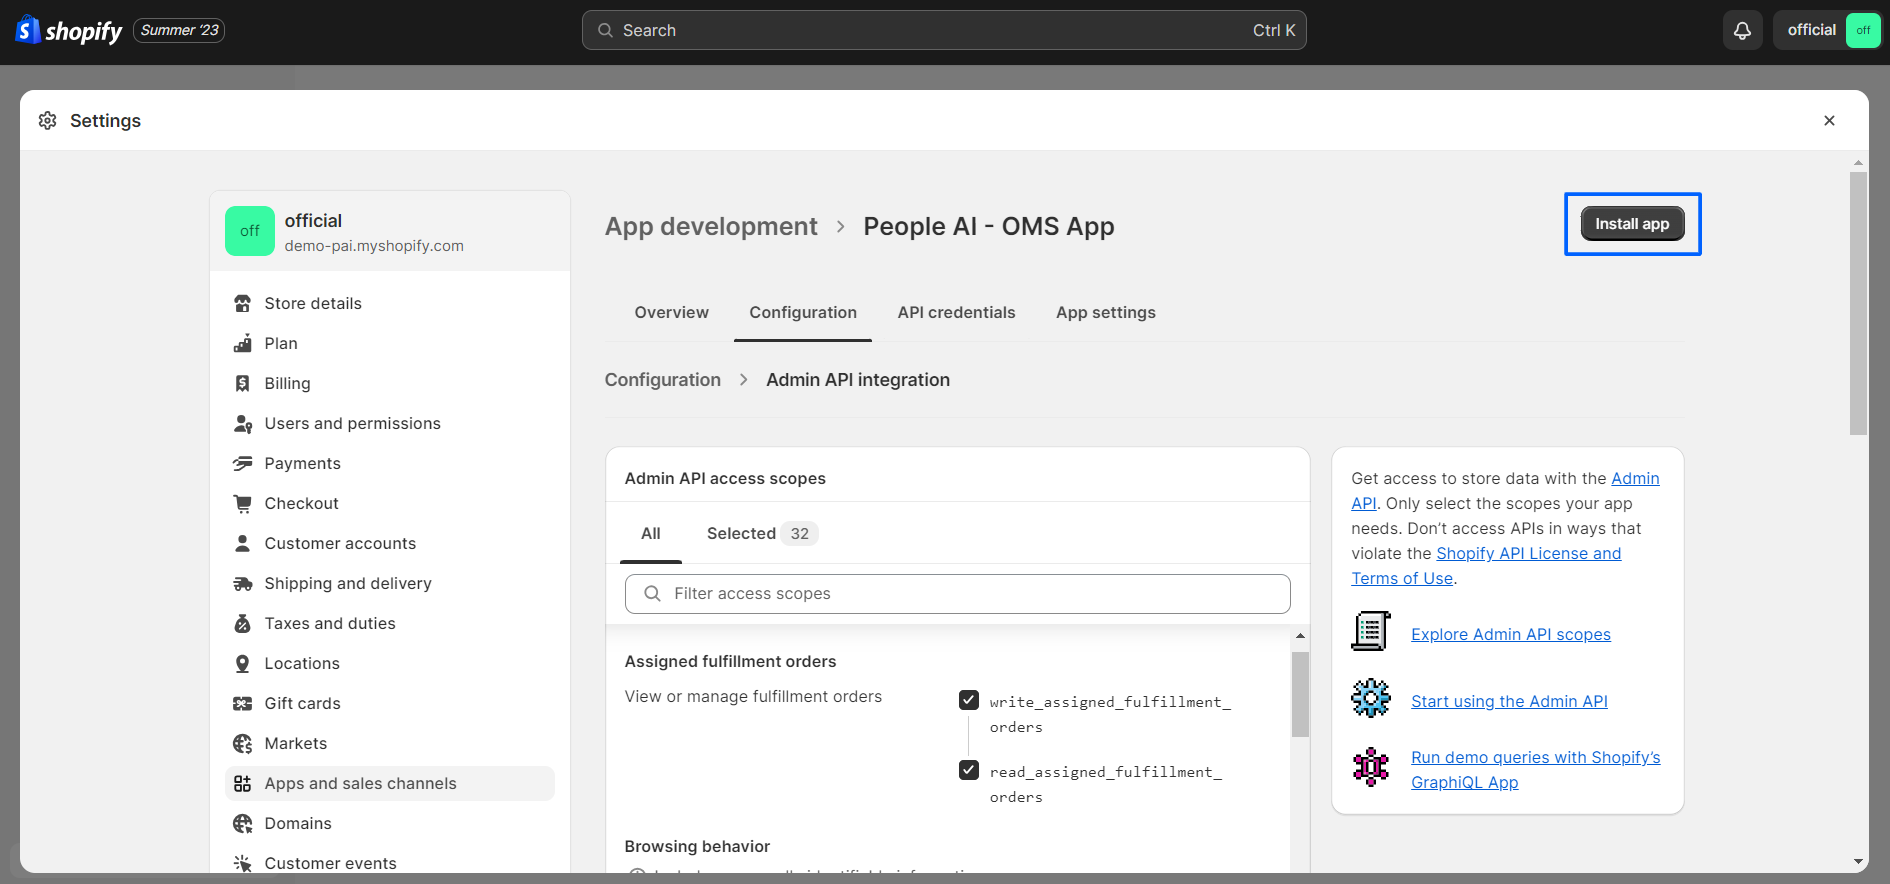 shopify
Summer '23
Search
Ctrl K
official
off
Settings
off
official
demo-pai.myshopify.com
Store details
Plan
Billing
Users and permissions
Payments
Checkout
Customer accounts
Shipping and delivery
Taxes and duties
Locations
Gift cards
Markets
Apps and sales channels
Domains
Customer events
App development
People AI - OMS App
Install app
Overview
Configuration
API credentials
App settings
Configuration
Admin API integration
Admin API access scopes
All
Selected 32
Filter access scopes
Assigned fulfillment orders
View or manage fulfillment orders
write_assigned_fulfillment_
orders
read_assigned_fulfillment_
orders
Browsing behavior
Get access to store data with the Admin
API. Only select the scopes your app
needs. Don’t access APIs in ways that
violate the Shopify API License and
Terms of Use.
Explore Admin API scopes
Start using the Admin API
Run demo queries with Shopify’s
GraphiQL App